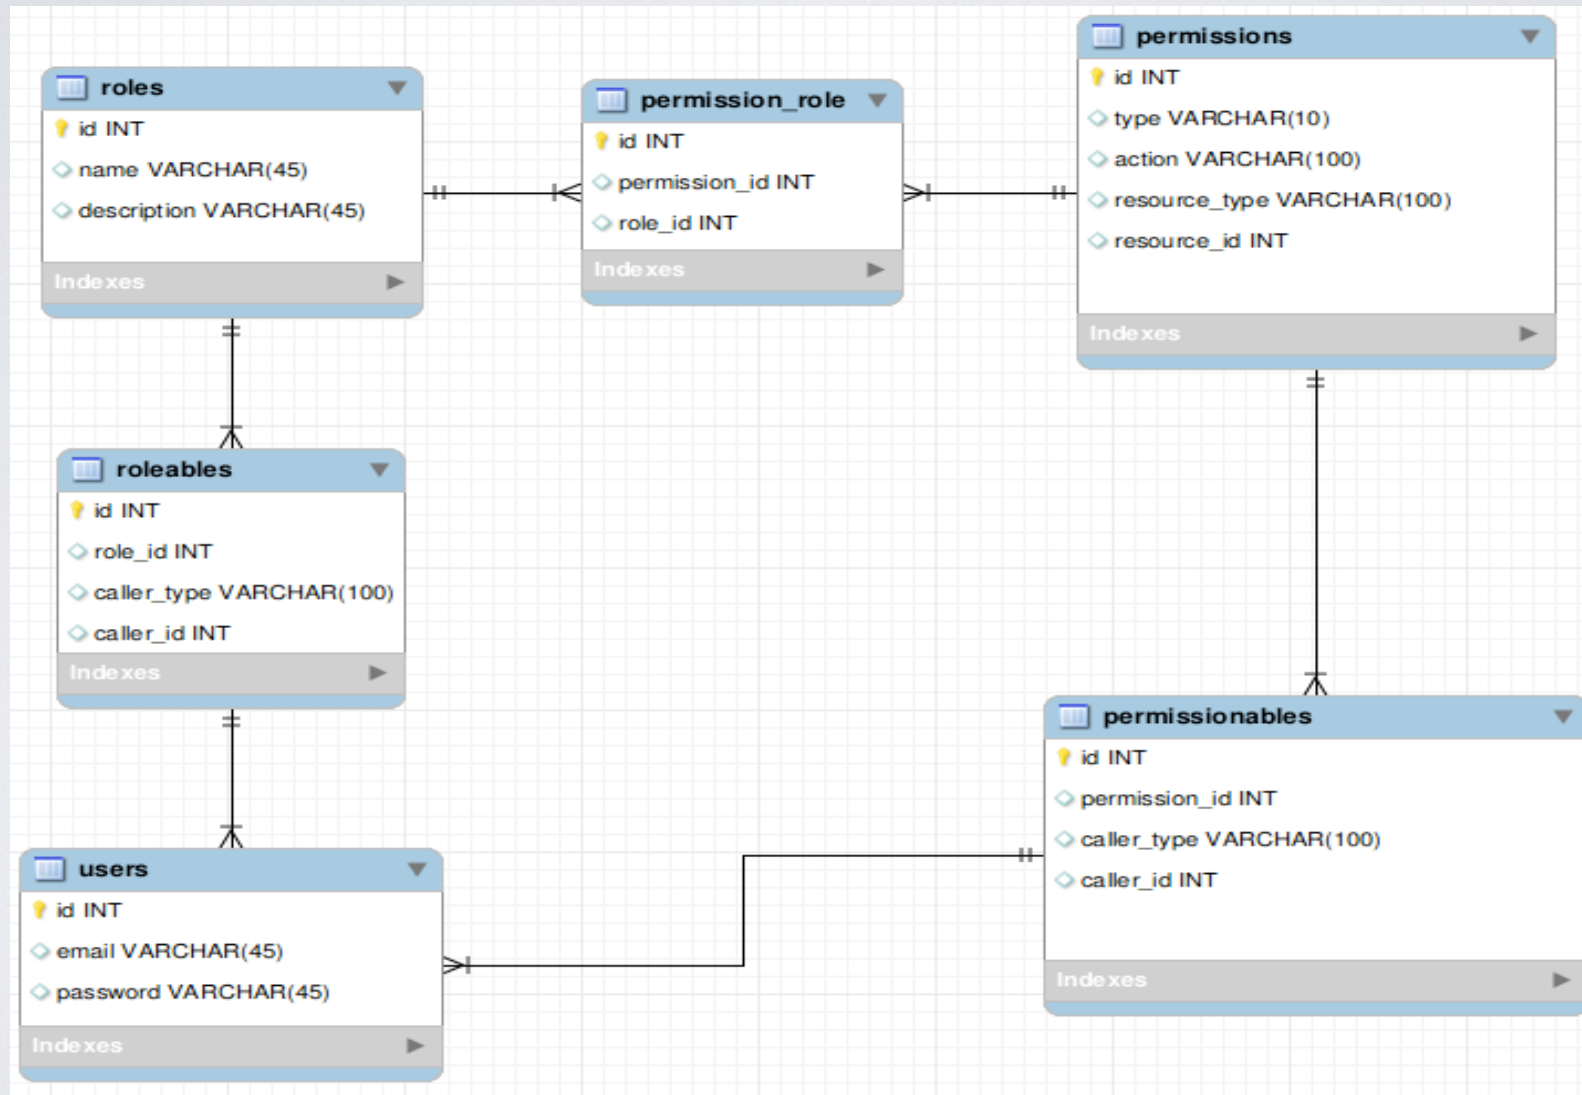 roles
id INT
name VARCHAR(45)
description VARCHAR(45)
Indexes
permission_role
id INT
permission_id INT
role_id INT
Indexes
permissions
id INT
type VARCHAR(10)
action VARCHAR(100)
resource_type VARCHAR(100)
resource_id INT
Indexes
roleables
id INT
role_id INT
caller_type VARCHAR(100)
caller_id INT
Indexes
permissionables
id INT
permission_id INT
caller_type VARCHAR(100)
caller_id INT
Indexes
users
id INT
email VARCHAR(45)
password VARCHAR(45)
Indexes